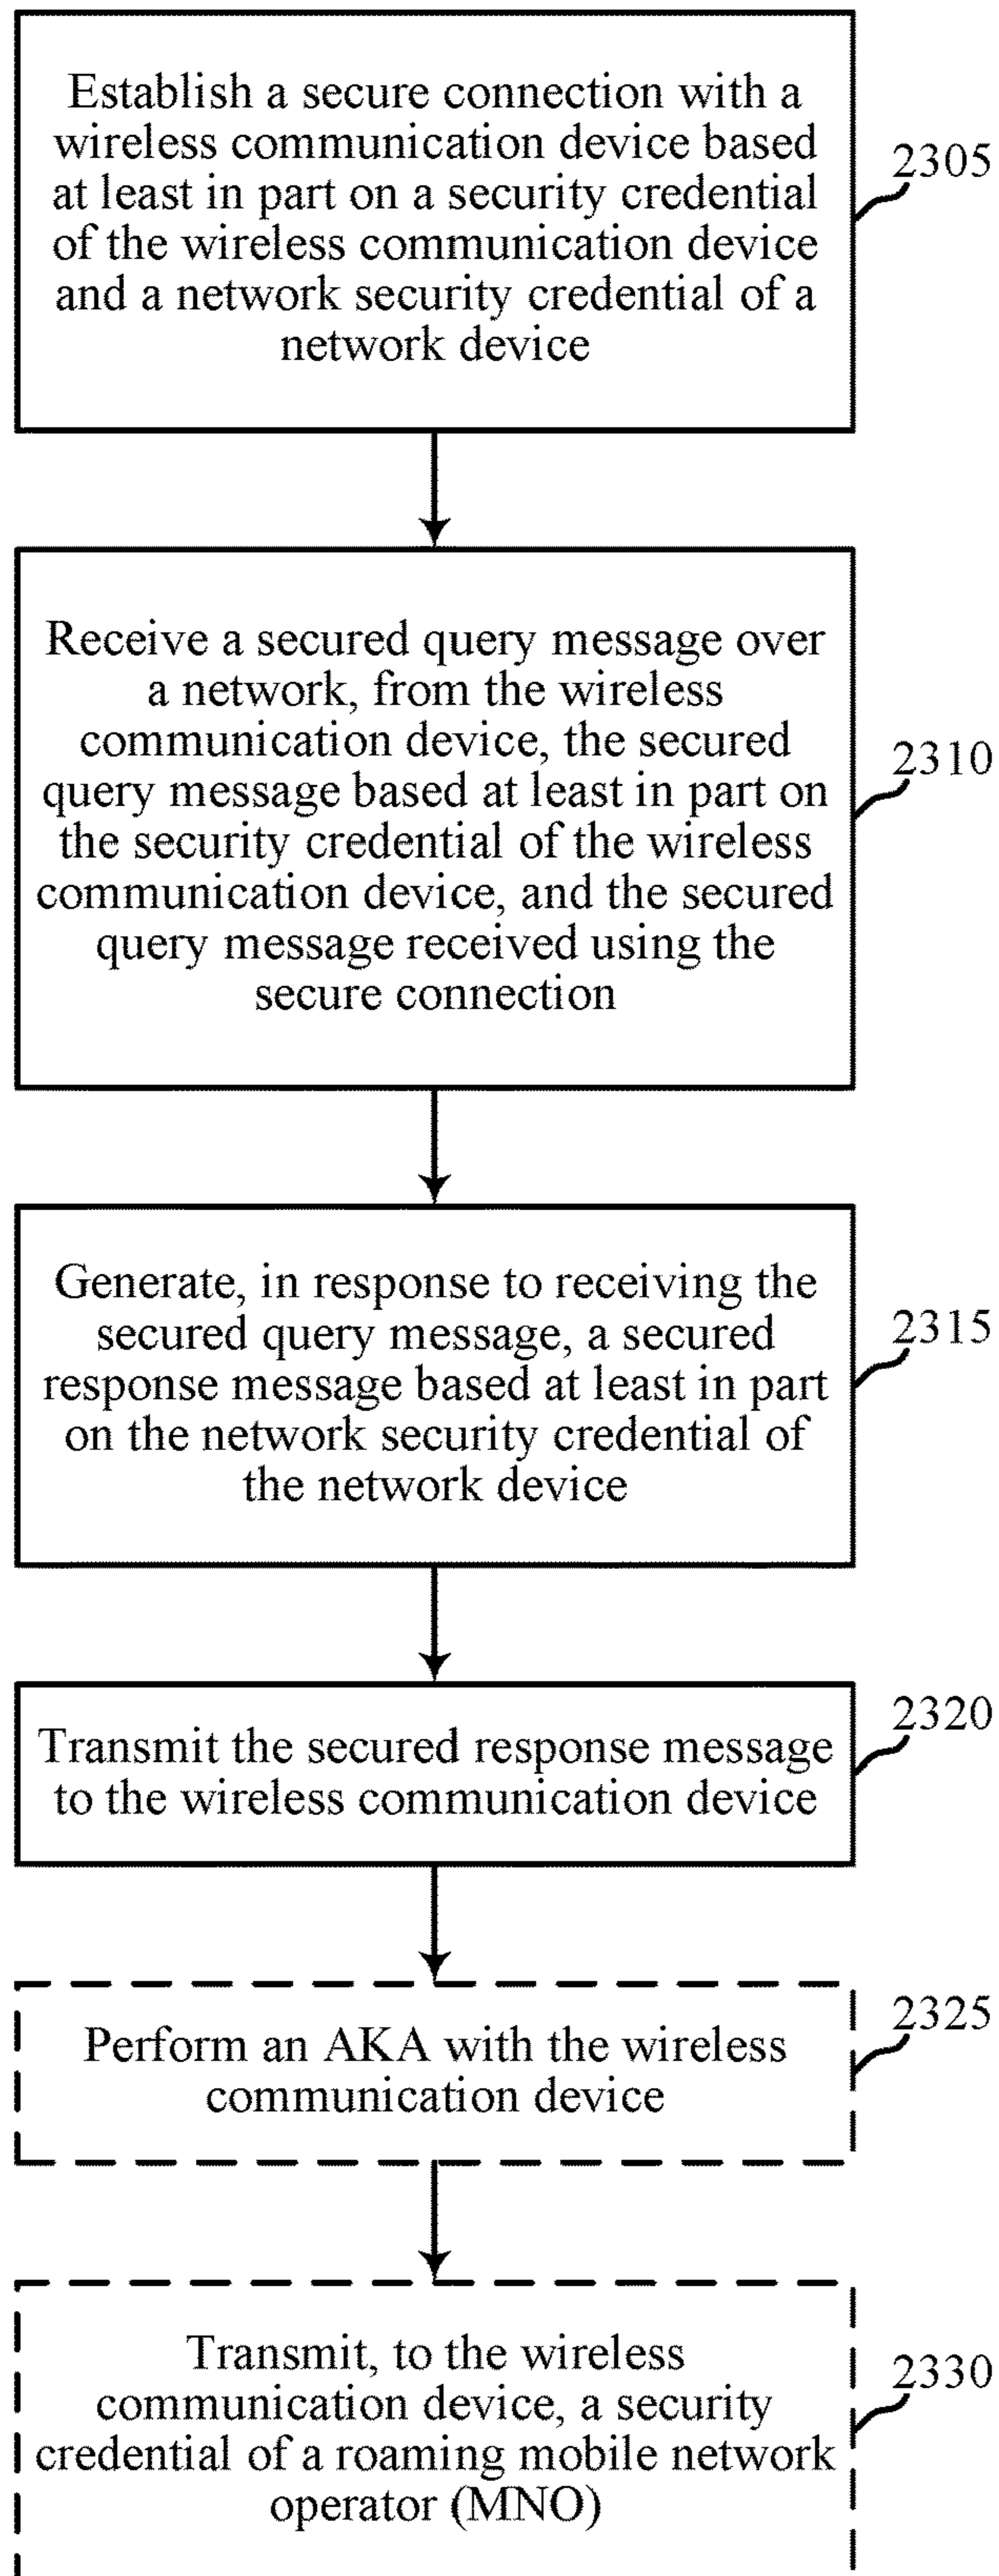 Establish a secure connection with a
wireless communication device based
at least in part on a security credential
of the wireless communication device
and a network security credential of a
network device
2305
Receive a secured query message over
a network, from the wireless
communication device, the secured
query message based at least in part on
the security credential of the wireless
communication device, and the secured
query message received using the
secure connection
2310
Generate, in response to receiving the
secured query message, a secured
response message based at least in part
on the network security credential of
the network device
2315
Transmit the secured response message
to the wireless communication device
2320
Perform an AKA with the wireless
communication device
2325
Transmit, to the wireless
communication device, a security
credential of a roaming mobile network
operator (MNO)
2330